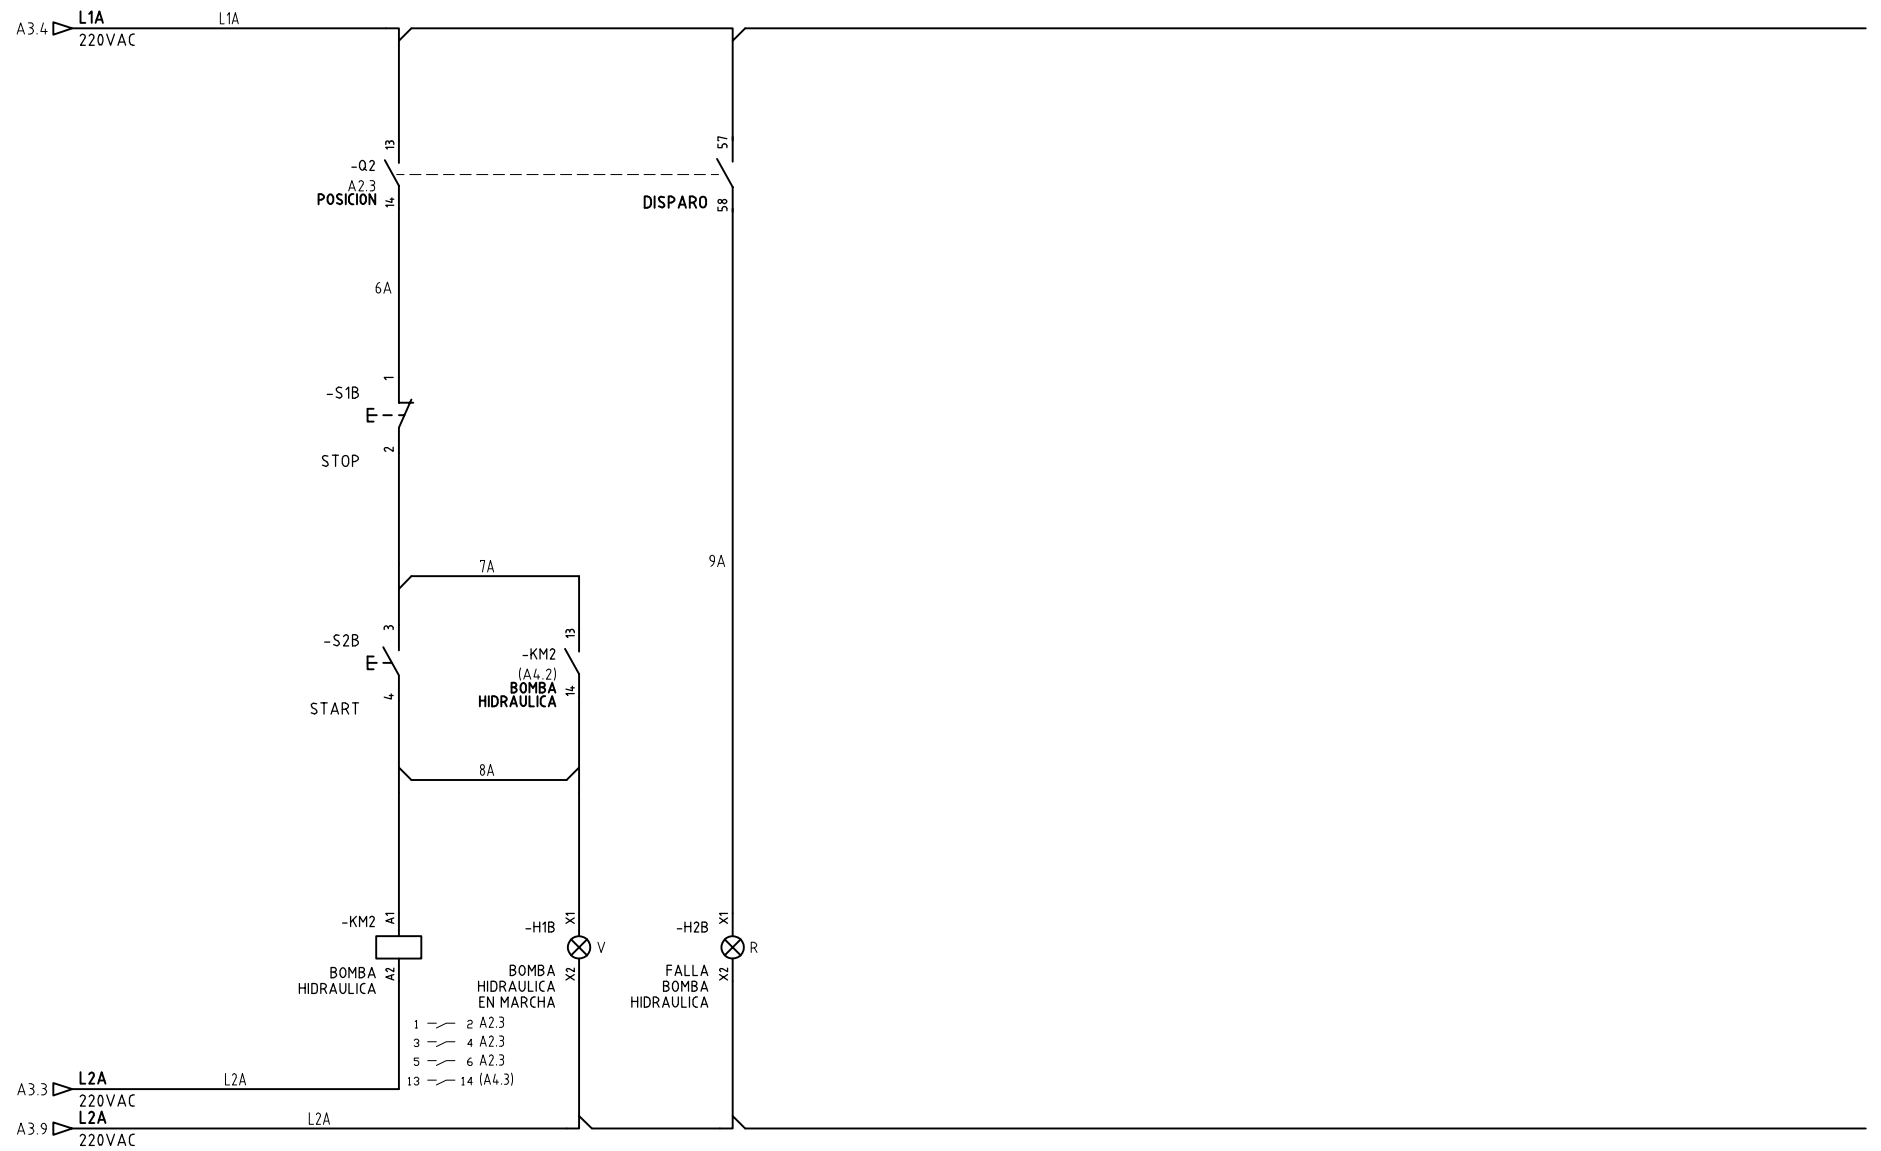 L1A
L1A
A3.4
220VAC
13
57
-Q2
A2.3
POSICION
14
DISPARO
58
6A
1
-S1B
2
STOP
9A
7A
3
13
-S2B
-KM2
(A4.2)
BOMBA
HIDRAULICA
4
14
START
8A
-KM2
A1
-H1B
X1
-H2B
X1
V
R
BOMBA
HIDRAULICA
A2
BOMBA
HIDRAULICA
EN MARCHA
X2
FALLA
BOMBA
HIDRAULICA
X2
1 2 A2.3
3 4 A2.3
5 6 A2.3
13 14 (A4.3)
L2A
L2A
A3.3
220VAC
L2A
L2A
A3.9
220VAC